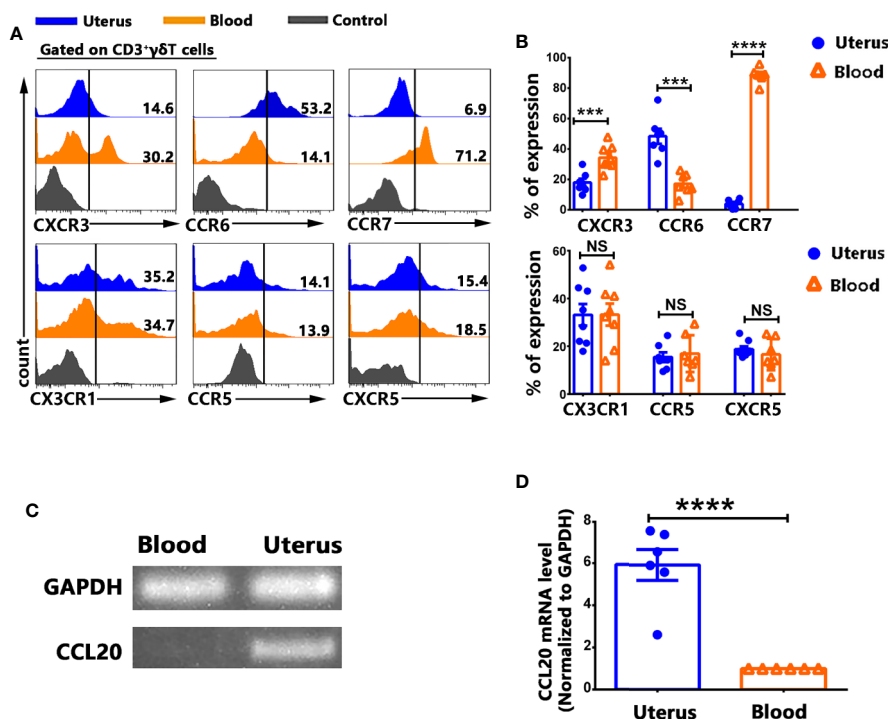 Uterus Blood Control
A
Gated on CD3⁺γδT cells
count
14.6
30.2
CXCR3
53.2
14.1
CCR6
6.9
71.2
CCR7
35.2
34.7
CX3CR1
14.1
13.9
CCR5
15.4
18.5
CXCR5
B
% of expression
100
80
60
40
20
0
***
***
****
CXCR3 CCR6 CCR7
Uterus
Blood
% of expression
60
40
20
0
NS
NS
NS
CX3CR1 CCR5 CXCR5
Uterus
Blood
C
Blood Uterus
GAPDH
CCL20
D
CCL20 mRNA level
(Normalized to GAPDH)
8
6
4
2
0
****
Uterus Blood